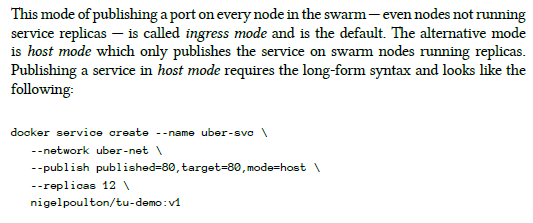 This mode of publishing a port on every node in the swarm — even nodes not running
service replicas — is called ingress mode and is the default. The alternative mode
is host mode which only publishes the service on swarm nodes running replicas.
Publishing a service in host mode requires the long-form syntax and looks like the
following:
docker service create --name uber-svc \
--network uber-net \
--publish published=80,target=80,mode=host \
--replicas 12 \
nigelpoulton/tu-demo:v1